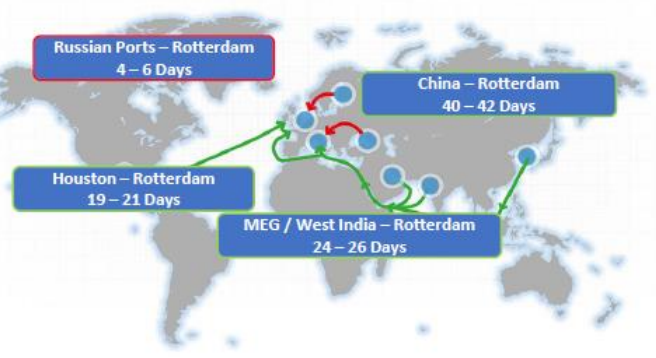 Russian Ports – Rotterdam
4 – 6 Days
China – Rotterdam
40 – 42 Days
Houston – Rotterdam
19 – 21 Days
MEG / West India – Rotterdam
24 – 26 Days